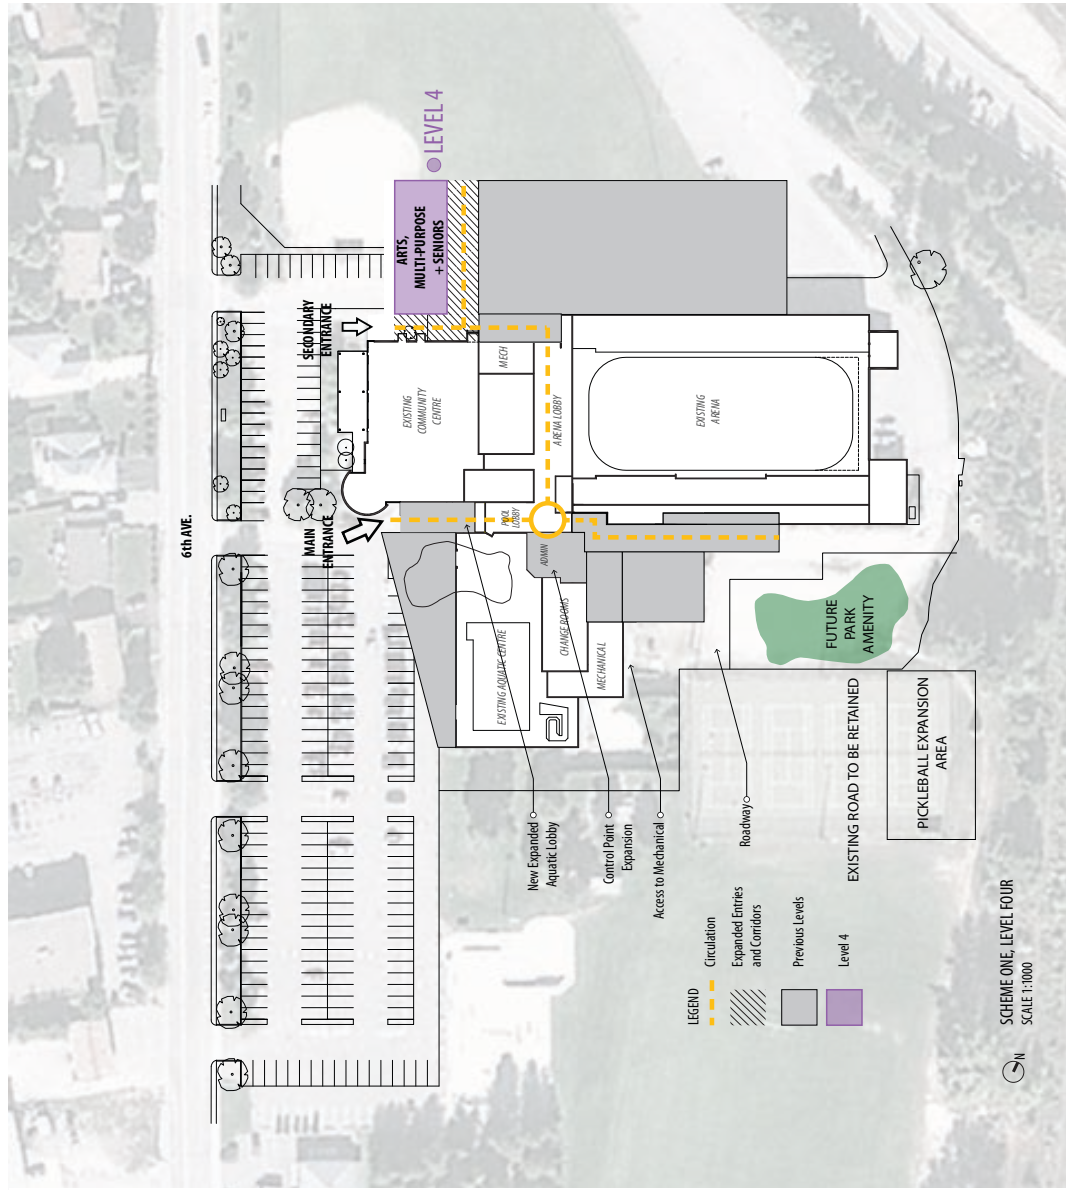 LEVEL 4
ARTS,
MULTI-PURPOSE
+ SENIORS
SECONDARY
ENTRANCE
MECH
EXISTING
COMMUNITY
CENTRE
ARENA LOBBY
EXISTING
ARENA
6th AVE.
MAIN
ENTRANCE
POOL
LOBBY
ADMIN
CHANGE ROOMS
MECHANICAL
EXISTING AQUATIC CENTRE
FUTURE
PARK
AMENITY
EXISTING ROAD TO BE RETAINED
PICKLEBALL EXPANSION
AREA
New Expanded
Aquatic Lobby
Control Point
Expansion
Access to Mechanical
Roadway
LEGEND
Circulation
Expanded Entries
and Corridors
Previous Levels
Level 4
SCHEME ONE, LEVEL FOUR
SCALE 1:1000
N